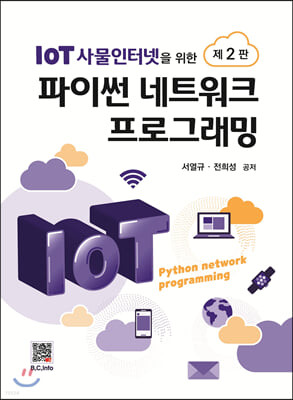 IoT 사물인터넷을 위한
제 2 판
파이썬 네트워크
프로그래밍
서열규 · 전희성 공저
IoT
Python network
programming
B.C.Info